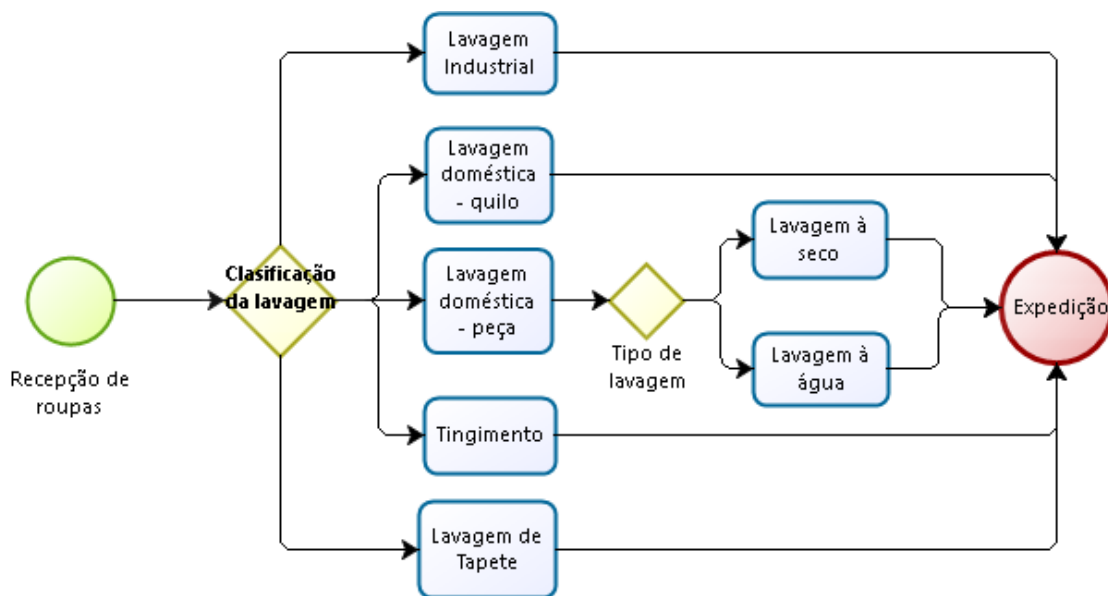 Lavagem
Industrial
Lavagem
doméstica
- quilo
Lavagem à
seco
Clasificação
da lavagem
Lavagem
doméstica
- peça
Expedição
Tipo de
lavagem
Lavagem à
água
Recepção de
roupas
Tingimento
Lavagem de
Tapete